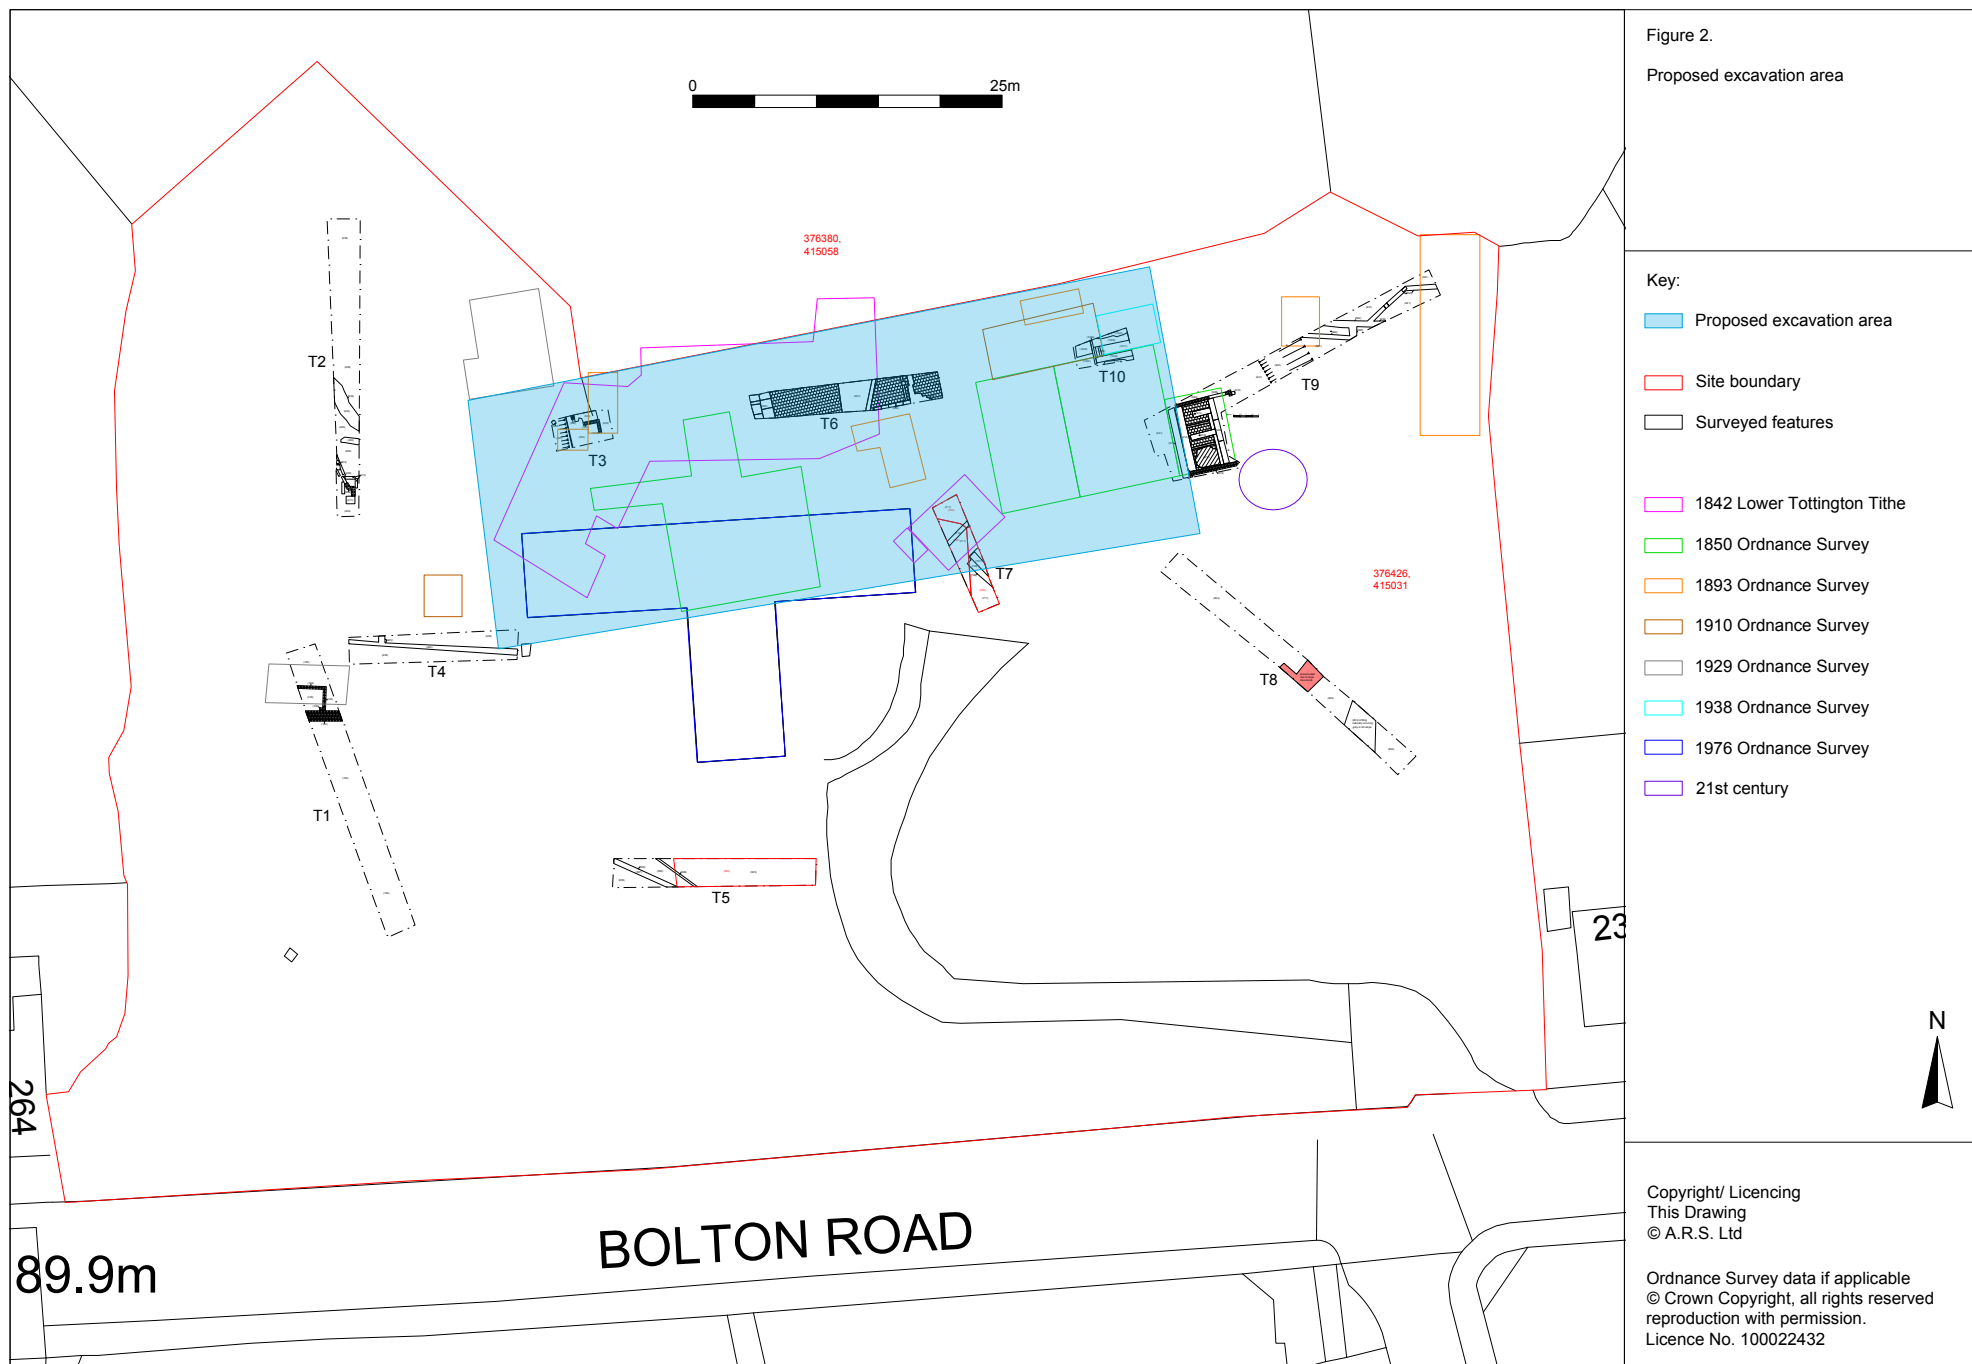 Figure 2.
Proposed excavation area
0 25m
376380,
415058
T2
T10
T9
T6
T3
T7
376426,
415031
T4
T8
T1
T5
23
264
BOLTON ROAD
89.9m
Key:
Proposed excavation area
Site boundary
Surveyed features
1842 Lower Tottington Tithe
1850 Ordnance Survey
1893 Ordnance Survey
1910 Ordnance Survey
1929 Ordnance Survey
1938 Ordnance Survey
1976 Ordnance Survey
21st century
N
Copyright/ Licencing
This Drawing
© A.R.S. Ltd
Ordnance Survey data if applicable
© Crown Copyright, all rights reserved
reproduction with permission.
Licence No. 100022432